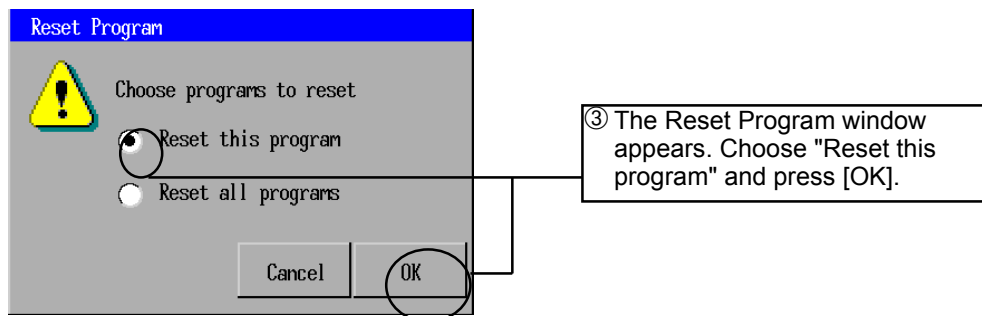 Reset Program
Choose programs to reset
Reset this program
Reset all programs
Cancel
OK
③ The Reset Program window
appears. Choose "Reset this
program" and press [OK].